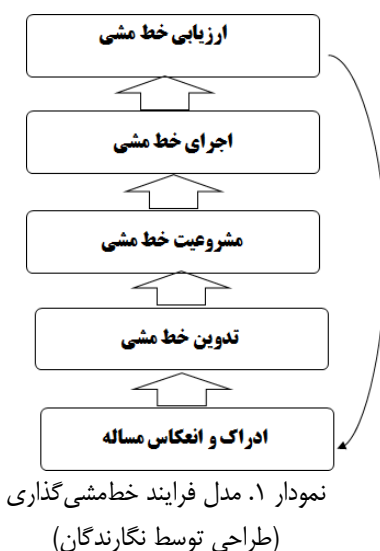 ارزیابی خط مشی
اجرای خط مشی
مشروعیت خط مشی
تدوین خط مشی
ادراک و انعکاس مساله
نمودار ۱. مدل فرایند خط‌مشی‌گذاری
(طراحی توسط نگارندگان)